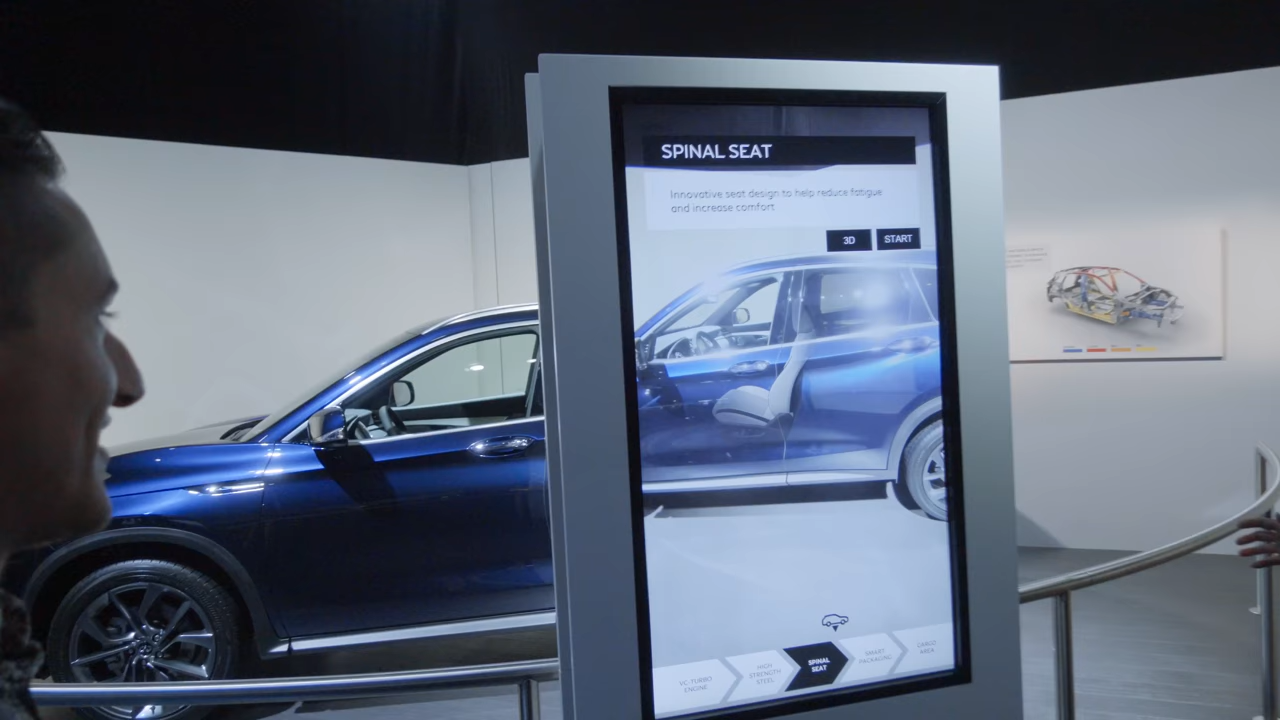 SPINAL SEAT
Innovative seat design to help reduce fatigue
and increase comfort
3D
START
VC-TURBO
ENGINE
HIGH
STRENGTH
STEEL
SPINAL
SEAT
SMART
PACKAGING
CARGO
AREA